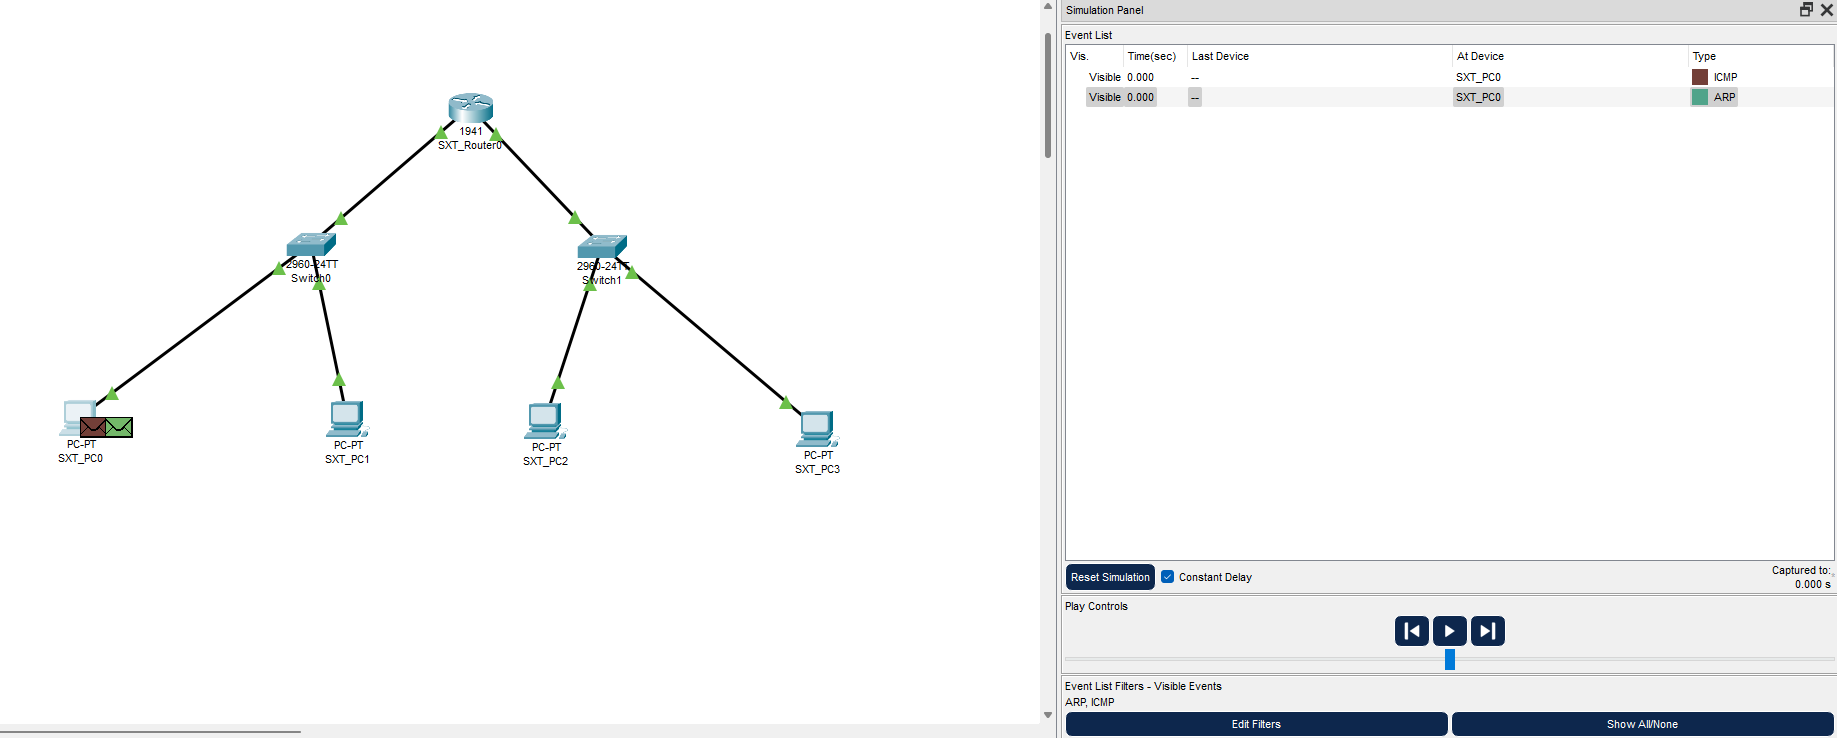 1941
SXT_Router0
2960-24TT
Switch0
2960-24TT
Switch1
PC-PT
SXT_PC0
PC-PT
SXT_PC1
PC-PT
SXT_PC2
PC-PT
SXT_PC3
Simulation Panel
Event List
Vis. Time(sec) Last Device At Device Type
Visible 0.000 -- SXT_PC0 ICMP
Visible 0.000 -- SXT_PC0 ARP
Reset Simulation Constant Delay
Captured to:
0.000 s
Play Controls
Event List Filters - Visible Events
ARP, ICMP
Edit Filters Show All/None